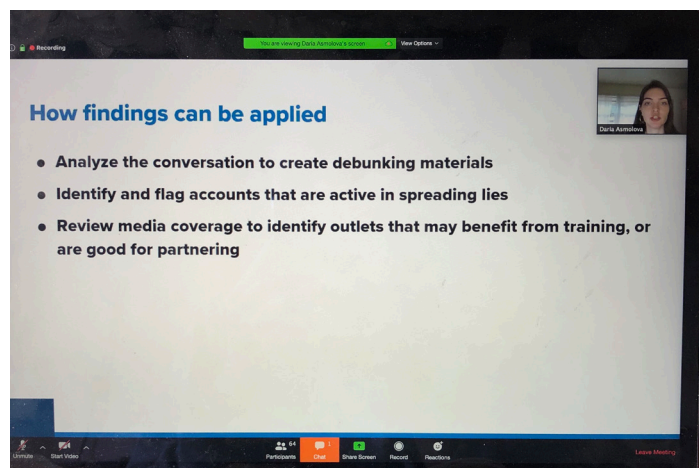 Recording
You are viewing Daria Asmolova's screen
View Options
How findings can be applied
Daria Asmolova
• Analyze the conversation to create debunking materials
• Identify and flag accounts that are active in spreading lies
• Review media coverage to identify outlets that may benefit from training, or
are good for partnering
Unmute
Start Video
64
Participants
1
Chat
Share Screen
Record
Reactions
Leave Meeting